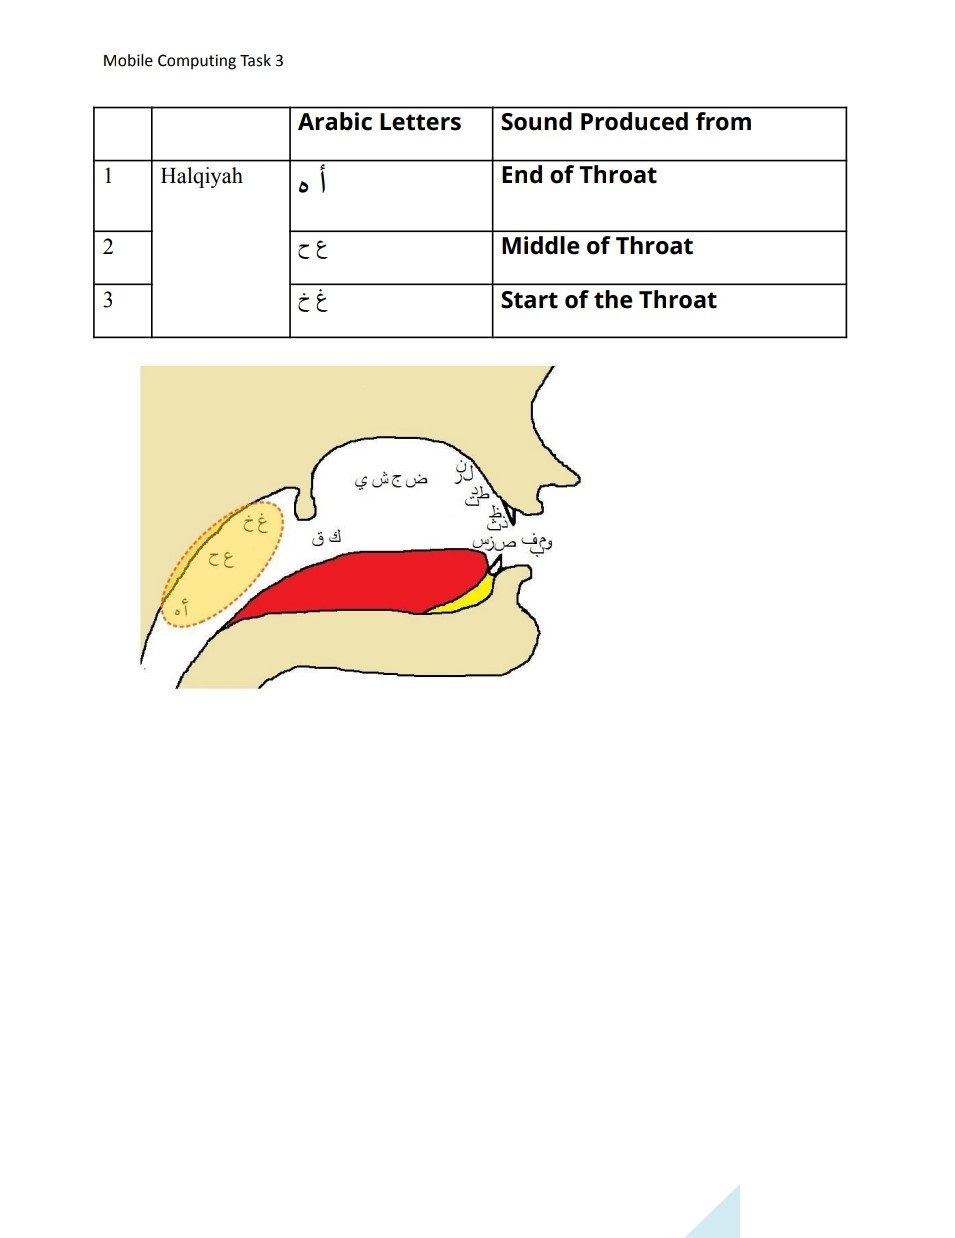 Mobile Computing Task 3
Arabic Letters Sound Produced from
1 Halqiyah أ ه End of Throat
2 ع ح Middle of Throat
3 غ خ Start of the Throat
ض ج ش ي
ن
ل ر
ط د
ت
غ خ
ظ
ذ ث
ك ق
ص ز س
و م ف
ب
ع ح
أ ه